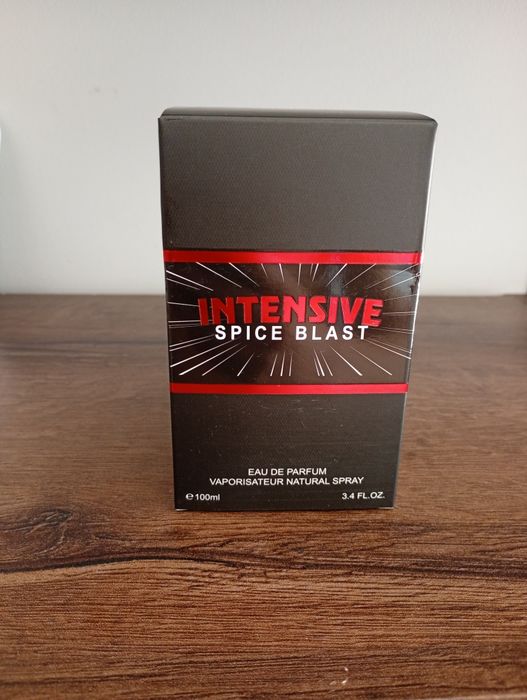 INTENSIVE
SPICE BLAST
EAU DE PARFUM
VAPORISATEUR NATURAL SPRAY
℮100ml 3.4 FL.OZ.